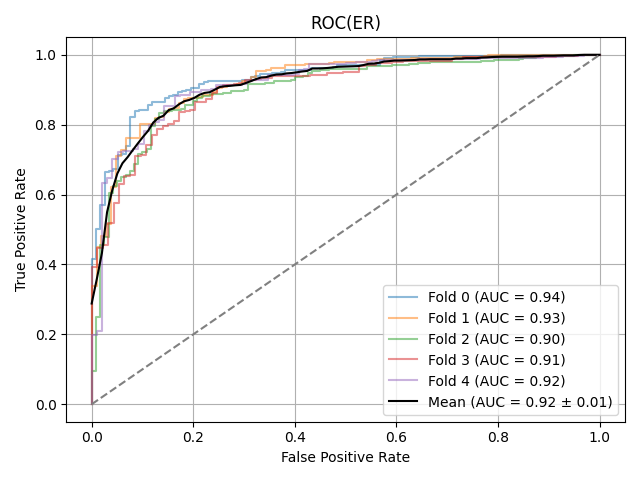 ROC(ER)
True Positive Rate
1.0
0.8
0.6
0.4
0.2
0.0
Fold 0 (AUC = 0.94)
Fold 1 (AUC = 0.93)
Fold 2 (AUC = 0.90)
Fold 3 (AUC = 0.91)
Fold 4 (AUC = 0.92)
Mean (AUC = 0.92 ± 0.01)
0.0 0.2 0.4 0.6 0.8 1.0
False Positive Rate